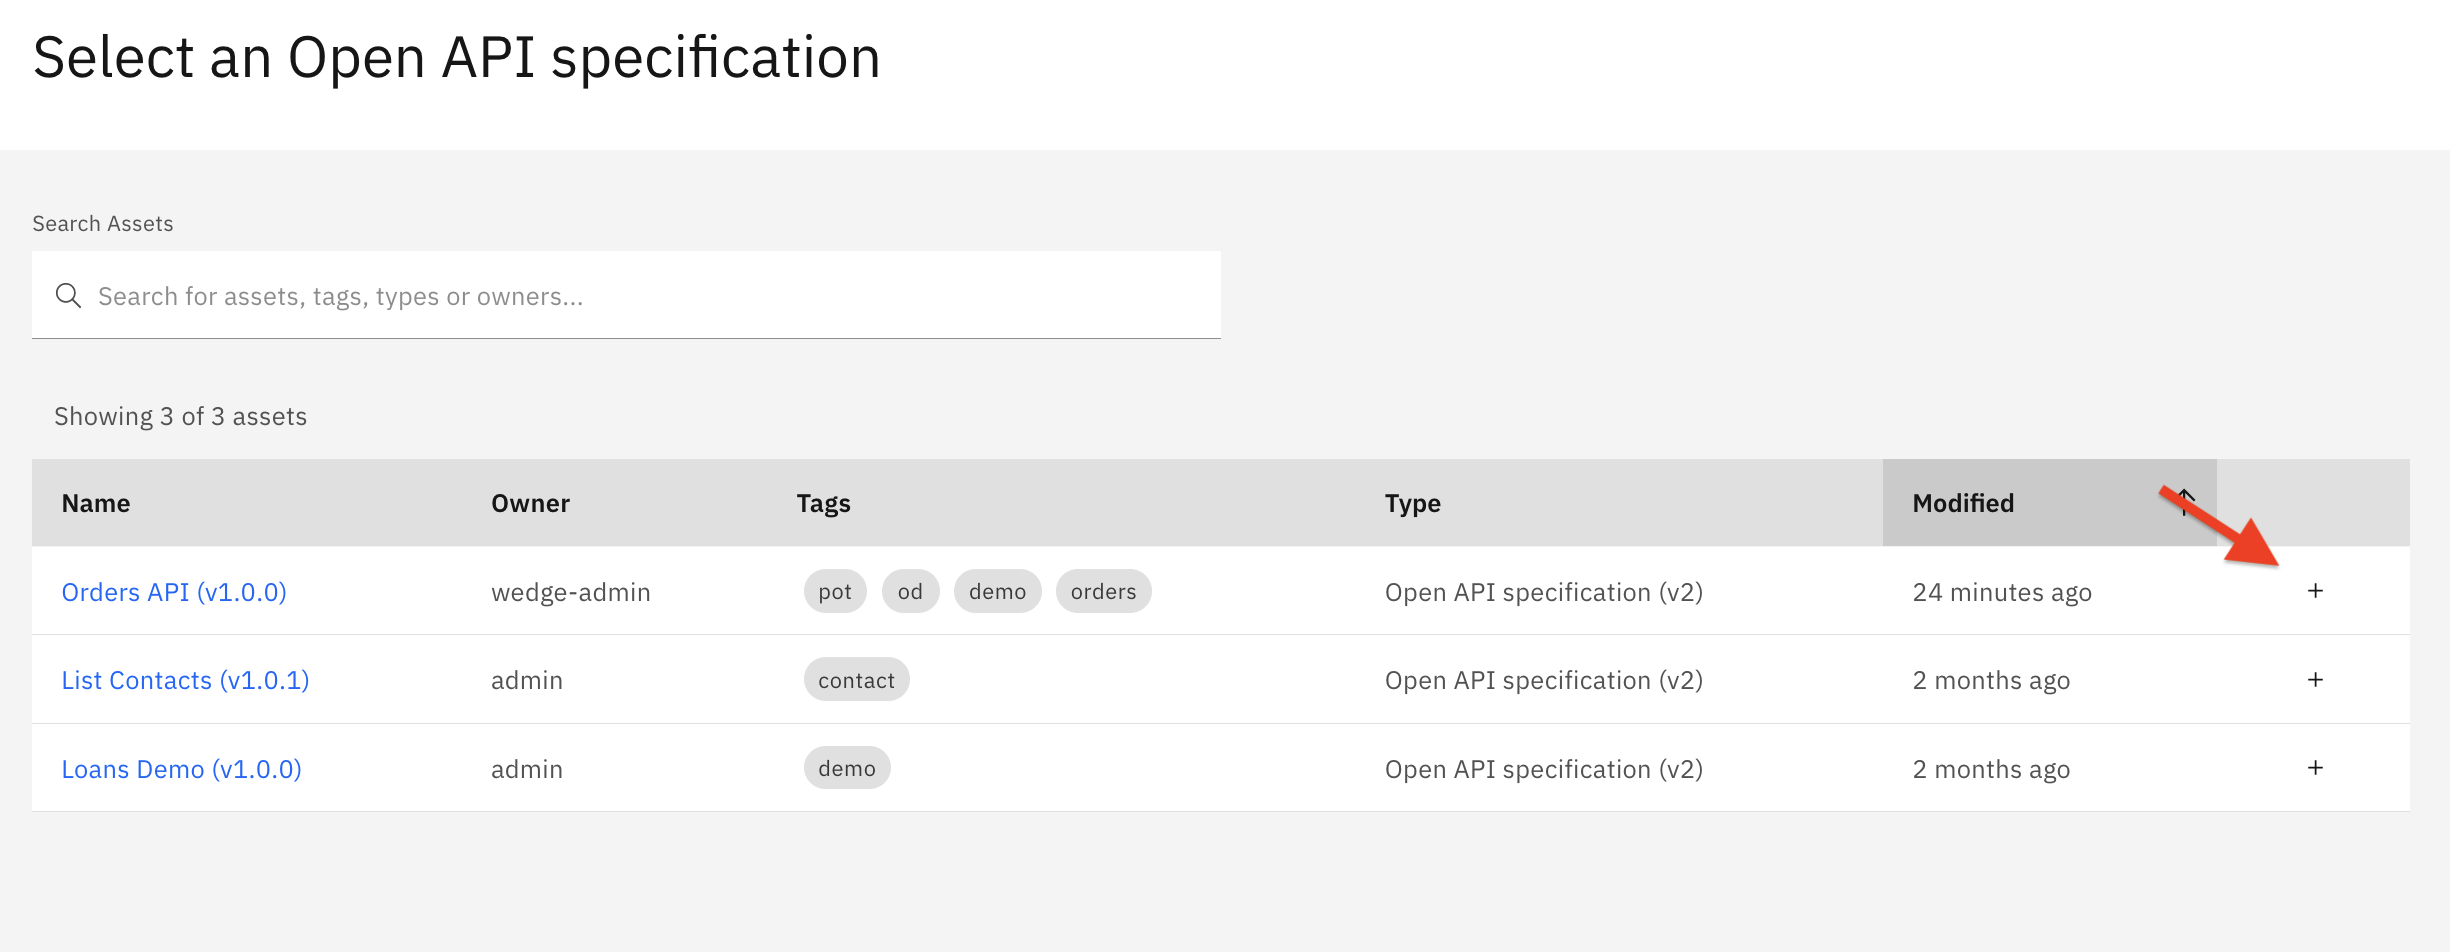 Select an Open API specification
Search Assets
Search for assets, tags, types or owners...
Showing 3 of 3 assets
Name Owner Tags Type Modified
Orders API (v1.0.0) wedge-admin pot od demo orders Open API specification (v2) 24 minutes ago +
List Contacts (v1.0.1) admin contact Open API specification (v2) 2 months ago +
Loans Demo (v1.0.0) admin demo Open API specification (v2) 2 months ago +